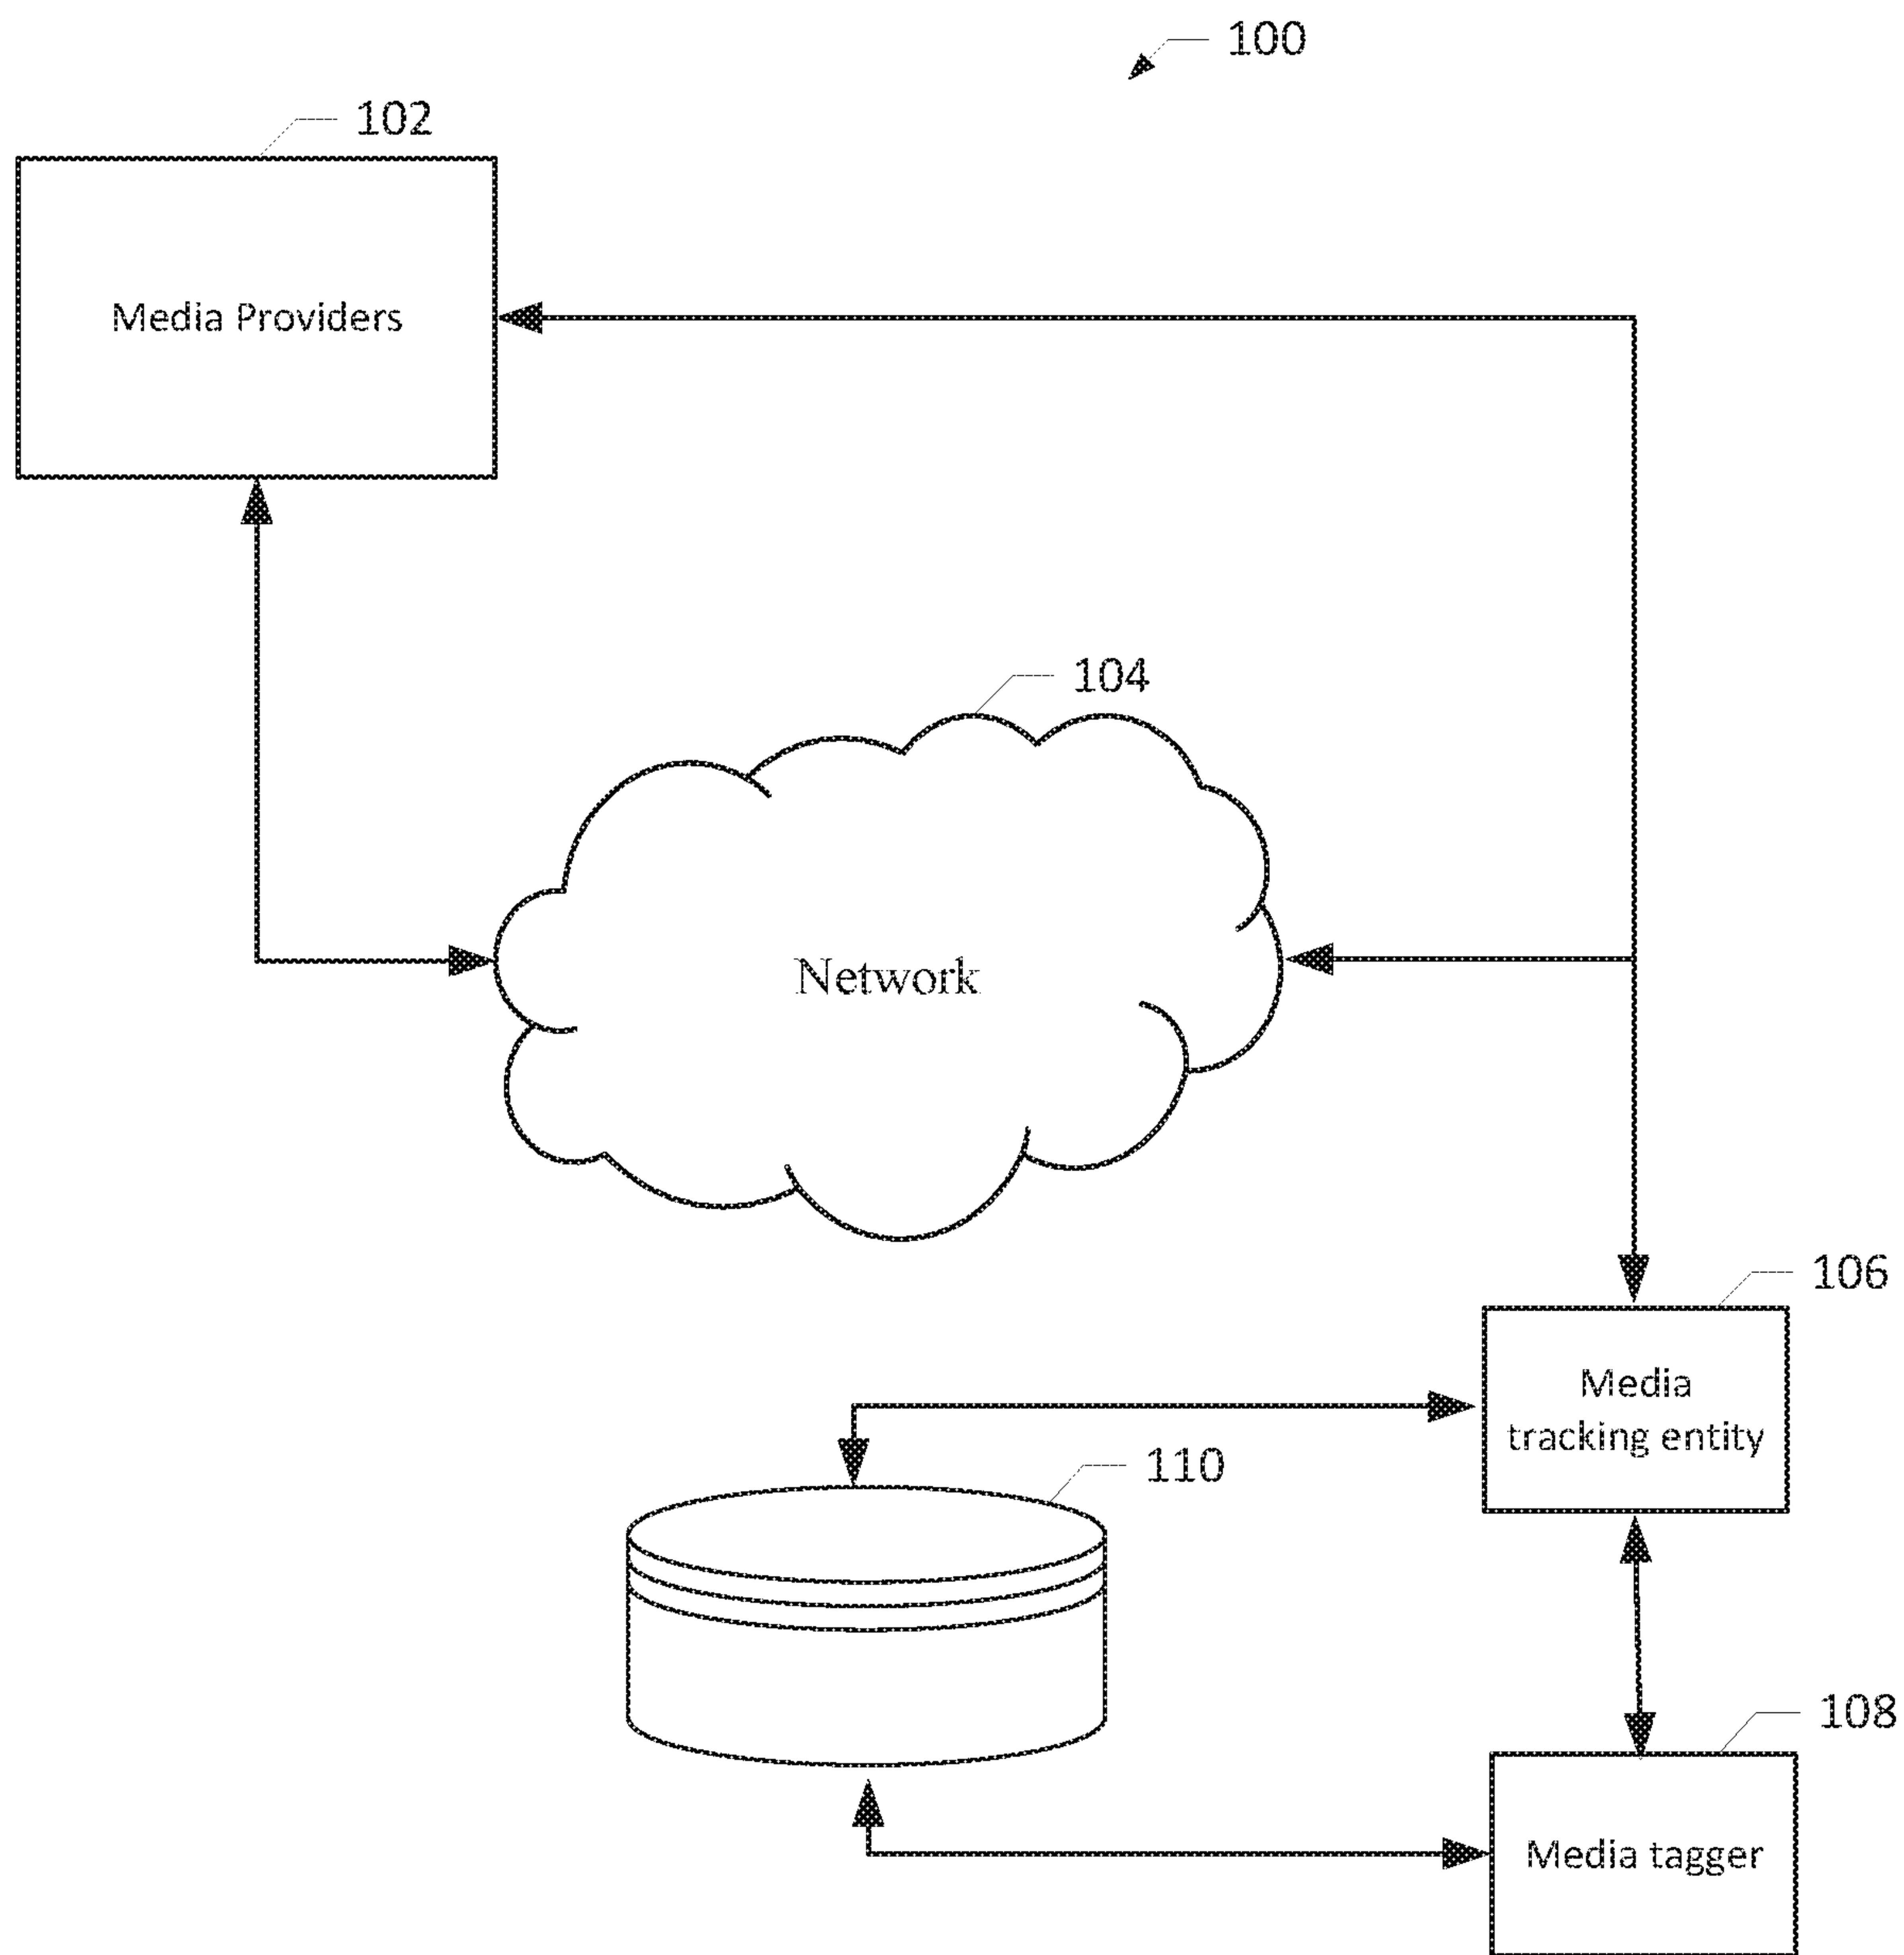 100
102
Media Providers
104
Network
106
Media
tracking entity
110
108
Media tagger